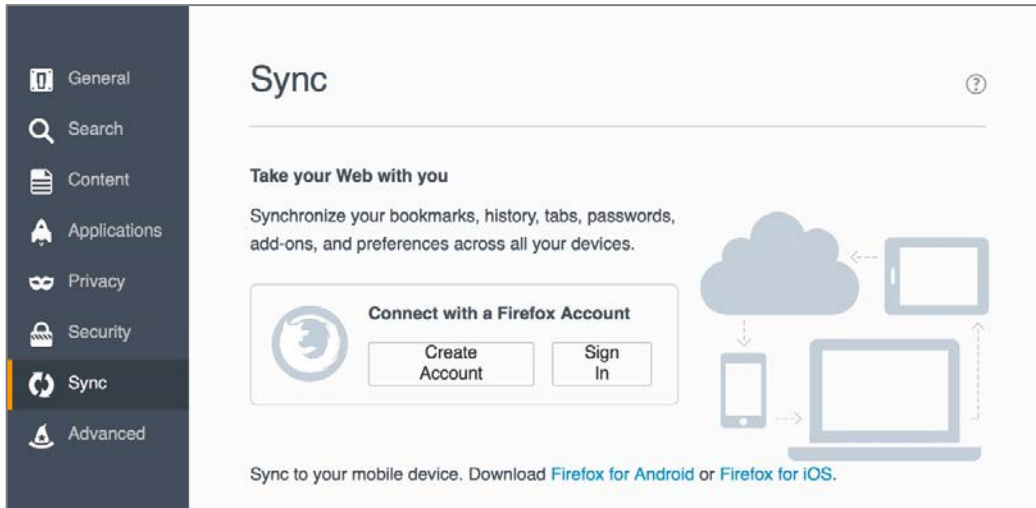 General
Search
Content
Applications
Privacy
Security
Sync
Advanced
Sync
?
Take your Web with you
Synchronize your bookmarks, history, tabs, passwords,
add-ons, and preferences across all your devices.
Connect with a Firefox Account
Create
Account
Sign
In
Sync to your mobile device. Download Firefox for Android or Firefox for iOS.